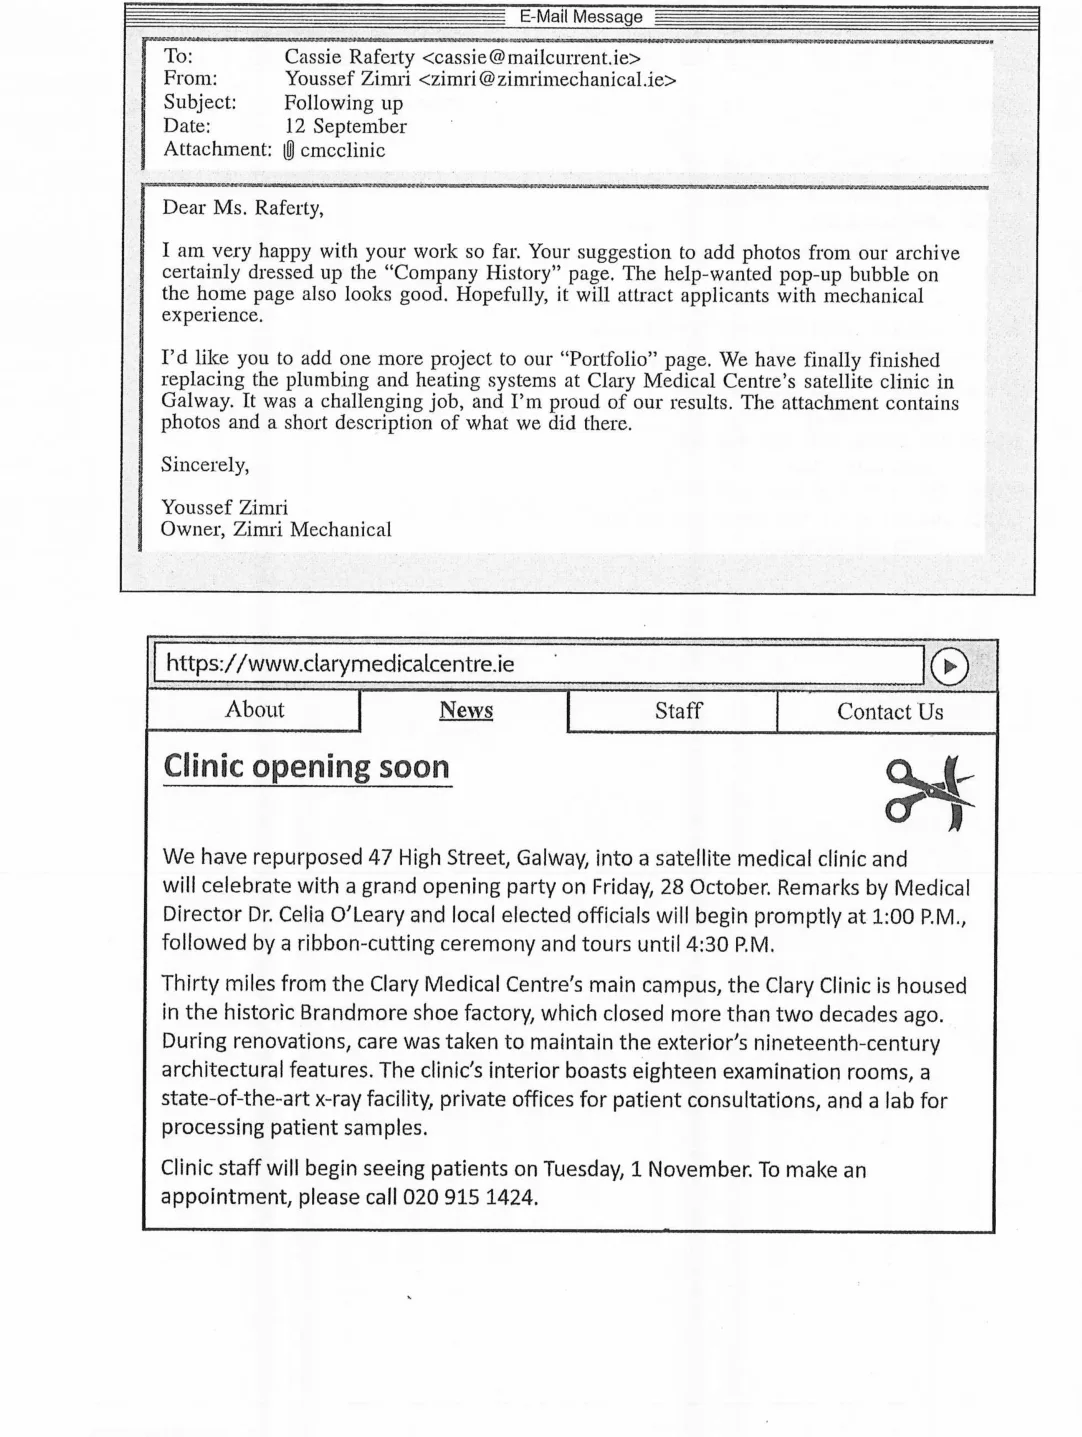 E-Mail Message
To: Cassie Raferty <cassie@mailcurrent.ie>
From: Youssef Zimri <zimri@zimrimechanical.ie>
Subject: Following up
Date: 12 September
Attachment: cmcclinic
Dear Ms. Raferty,
I am very happy with your work so far. Your suggestion to add photos from our archive
certainly dressed up the “Company History” page. The help-wanted pop-up bubble on
the home page also looks good. Hopefully, it will attract applicants with mechanical
experience.
I’d like you to add one more project to our “Portfolio” page. We have finally finished
replacing the plumbing and heating systems at Clary Medical Centre’s satellite clinic in
Galway. It was a challenging job, and I’m proud of our results. The attachment contains
photos and a short description of what we did there.
Sincerely,
Youssef Zimri
Owner, Zimri Mechanical
https://www.clarymedicalcentre.ie
About News Staff Contact Us
Clinic opening soon
We have repurposed 47 High Street, Galway, into a satellite medical clinic and
will celebrate with a grand opening party on Friday, 28 October. Remarks by Medical
Director Dr. Celia O’Leary and local elected officials will begin promptly at 1:00 P.M.,
followed by a ribbon-cutting ceremony and tours until 4:30 P.M.
Thirty miles from the Clary Medical Centre’s main campus, the Clary Clinic is housed
in the historic Brandmore shoe factory, which closed more than two decades ago.
During renovations, care was taken to maintain the exterior’s nineteenth-century
architectural features. The clinic’s interior boasts eighteen examination rooms, a
state-of-the-art x-ray facility, private offices for patient consultations, and a lab for
processing patient samples.
Clinic staff will begin seeing patients on Tuesday, 1 November. To make an
appointment, please call 020 915 1424.